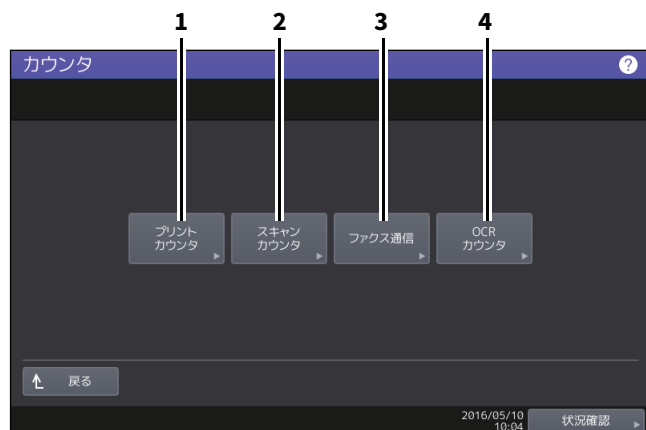 1 2 3 4
カウンタ ?
プリント
カウンタ
スキャン
カウンタ
ファクス通信
OCR
カウンタ
戻る
2016/05/10
10:04
状況確認